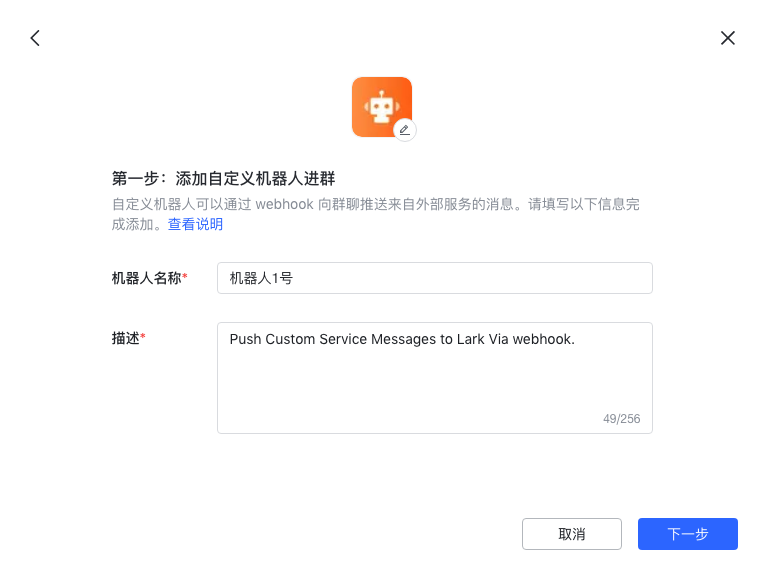 第一步：添加自定义机器人进群
自定义机器人可以通过 webhook 向群聊推送来自外部服务的消息。请填写以下信息完
成添加。查看说明
机器人名称*
机器人1号
描述*
Push Custom Service Messages to Lark Via webhook.
49/256
取消
下一步